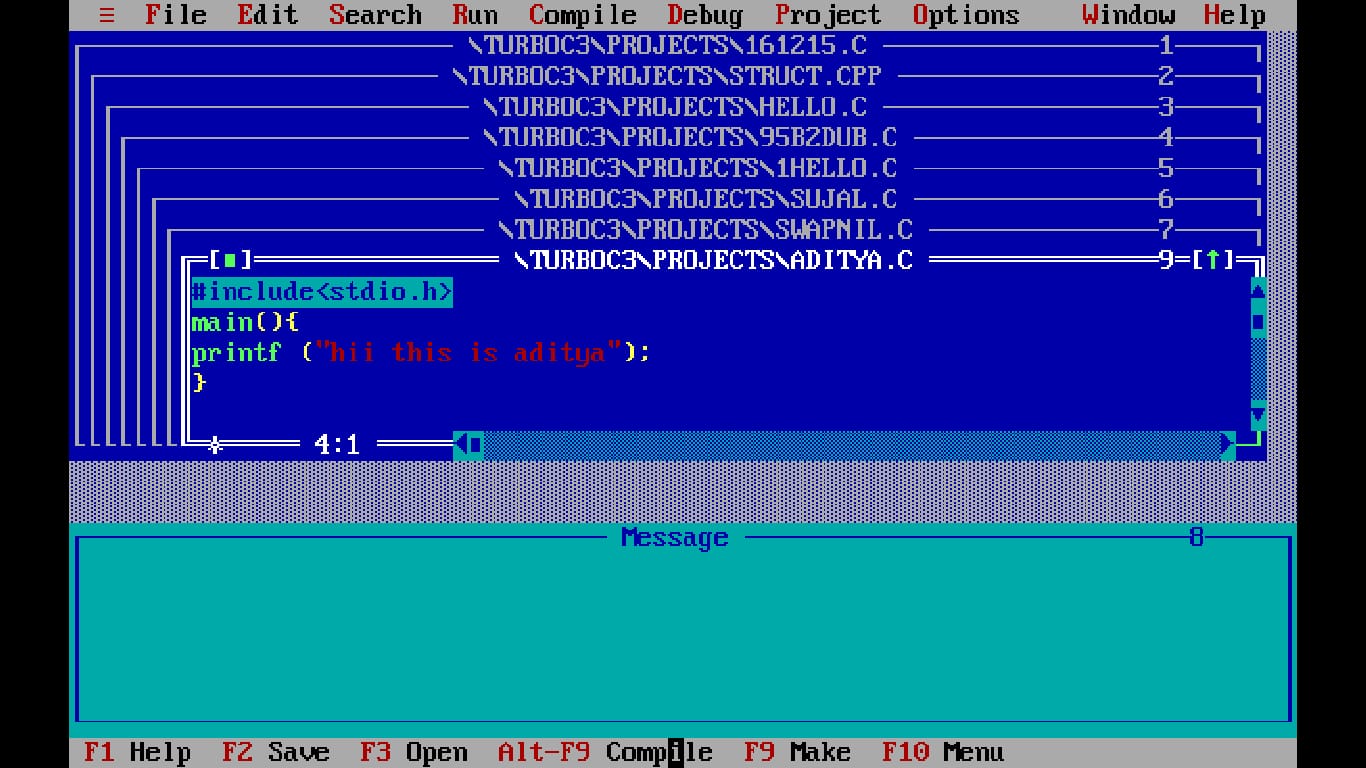 ≡ File Edit Search Run Compile Debug Project Options Window Help
\TURBOC3\PROJECTS\161215.C 1
\TURBOC3\PROJECTS\STRUCT.CPP 2
\TURBOC3\PROJECTS\HELLO.C 3
\TURBOC3\PROJECTS\95B2DUB.C 4
\TURBOC3\PROJECTS\1HELLO.C 5
\TURBOC3\PROJECTS\SUJAL.C 6
\TURBOC3\PROJECTS\SWAPNIL.C 7
[■] \TURBOC3\PROJECTS\ADITYA.C 9=[↑]
#include<stdio.h>
main(){
printf ("hii this is aditya");
}
4:1
Message 8
F1 Help F2 Save F3 Open Alt-F9 Compile F9 Make F10 Menu